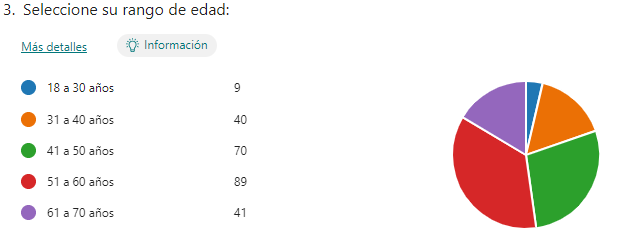 3. Seleccione su rango de edad:
Más detalles Información
18 a 30 años 9
31 a 40 años 40
41 a 50 años 70
51 a 60 años 89
61 a 70 años 41